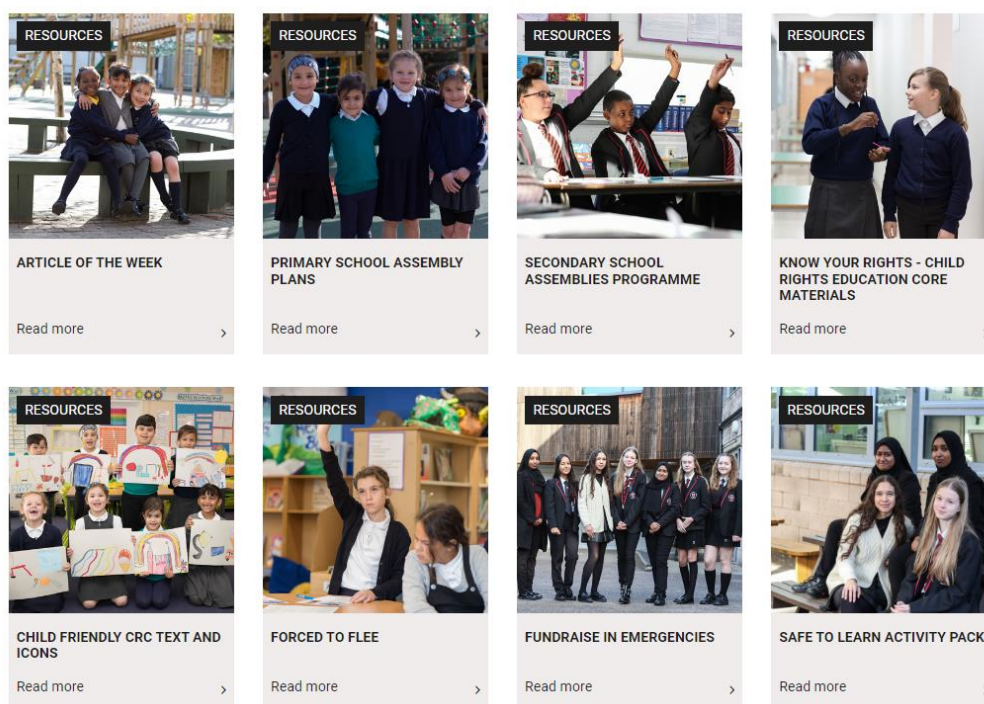 RESOURCES
RESOURCES
RESOURCES
RESOURCES
ARTICLE OF THE WEEK
PRIMARY SCHOOL ASSEMBLY
PLANS
SECONDARY SCHOOL
ASSEMBLIES PROGRAMME
KNOW YOUR RIGHTS - CHILD
RIGHTS EDUCATION CORE
MATERIALS
Read more
Read more
Read more
Read more
RESOURCES
RESOURCES
RESOURCES
RESOURCES
CHILD FRIENDLY CRC TEXT AND
ICONS
FORCED TO FLEE
FUNDRAISE IN EMERGENCIES
SAFE TO LEARN ACTIVITY PACK
Read more
Read more
Read more
Read more